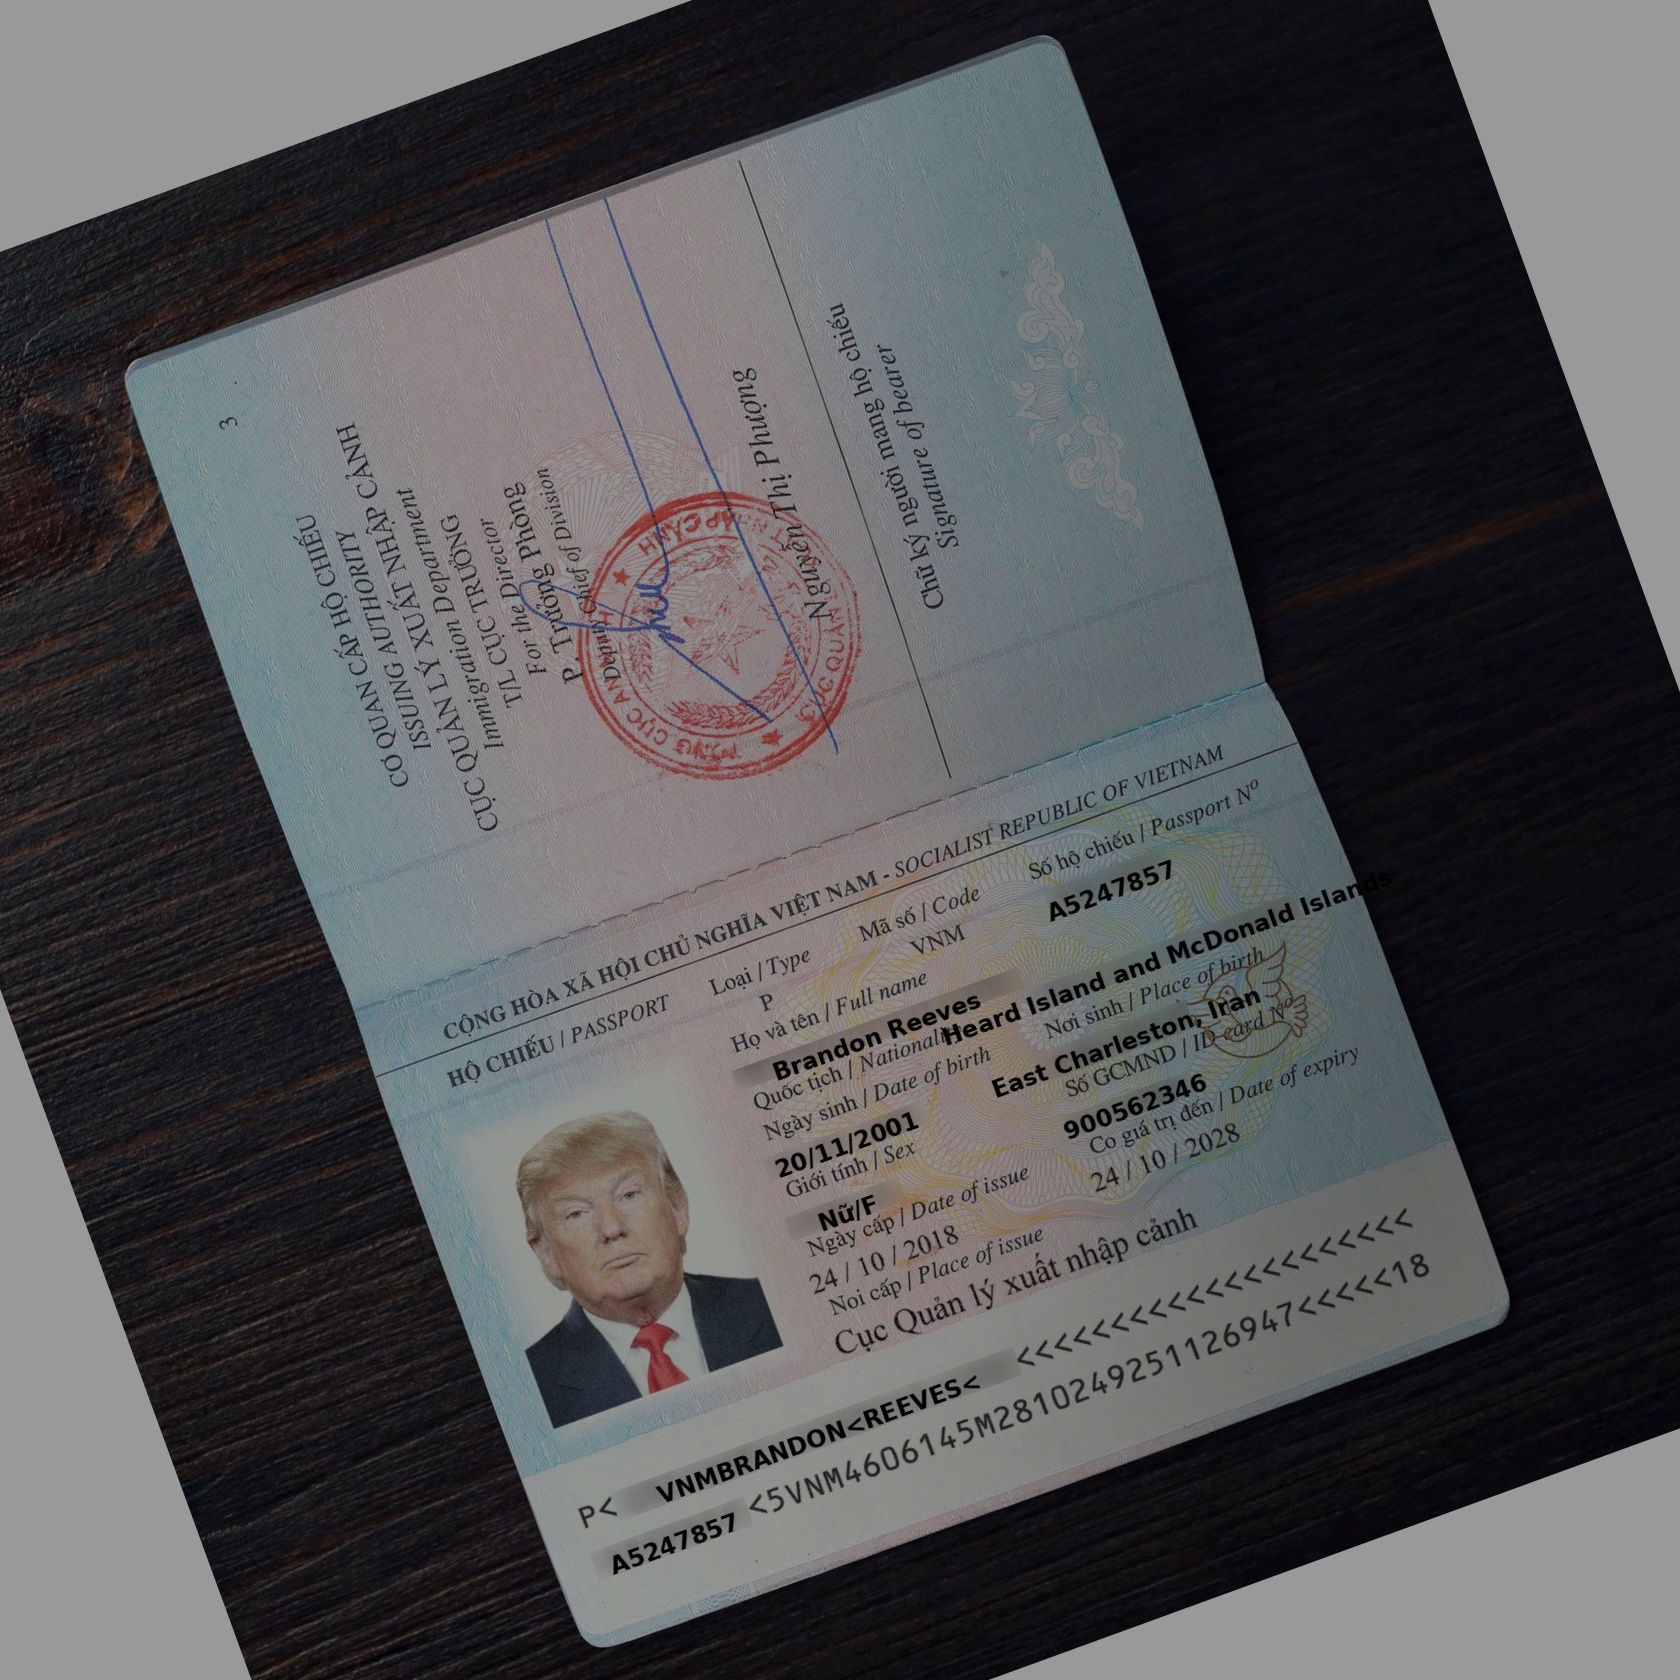 3
CƠ QUAN CẤP HỘ CHIẾU
ISSUING AUTHORITY
CỤC QUẢN LÝ XUẤT NHẬP CẢNH
Immigration Department
T/L CỤC TRƯỞNG
For the Director
P. Trưởng Phòng
Deputy Chief of Division
NHẬP CẢNH
TỔNG CỤC AN
CỤC QUẢN
Nguyễn Thị Phượng
Chữ ký người mang hộ chiếu
Signature of bearer
CỘNG HÒA XÃ HỘI CHỦ NGHĨA VIỆT NAM - SOCIALIST REPUBLIC OF VIETNAM
HỘ CHIẾU / PASSPORT
Loại / Type
Mã số / Code
Số hộ chiếu / Passport Nº
P
VNM
A5247857
Họ và tên / Full name
Brandon Reeves
Quốc tịch / Nationali
Heard Island and McDonald Islands
Ngày sinh / Date of birth
Nơi sinh / Place of birth
20/11/2001
East Charleston, Iran
Giới tính / Sex
Số GCMND / ID card Nº
Nữ/F
900562346
Ngày cấp / Date of issue
Co giá trị đến / Date of expiry
24 / 10 / 2018
24 / 10 / 2028
Noi cấp / Place of issue
Cục Quản lý xuất nhập cảnh
P< VNMBRANDON<REEVES< <<<<<<<<<<<<<<<<<<<<<
A5247857 <5VNM4606145M2810249251126947<<<<<18